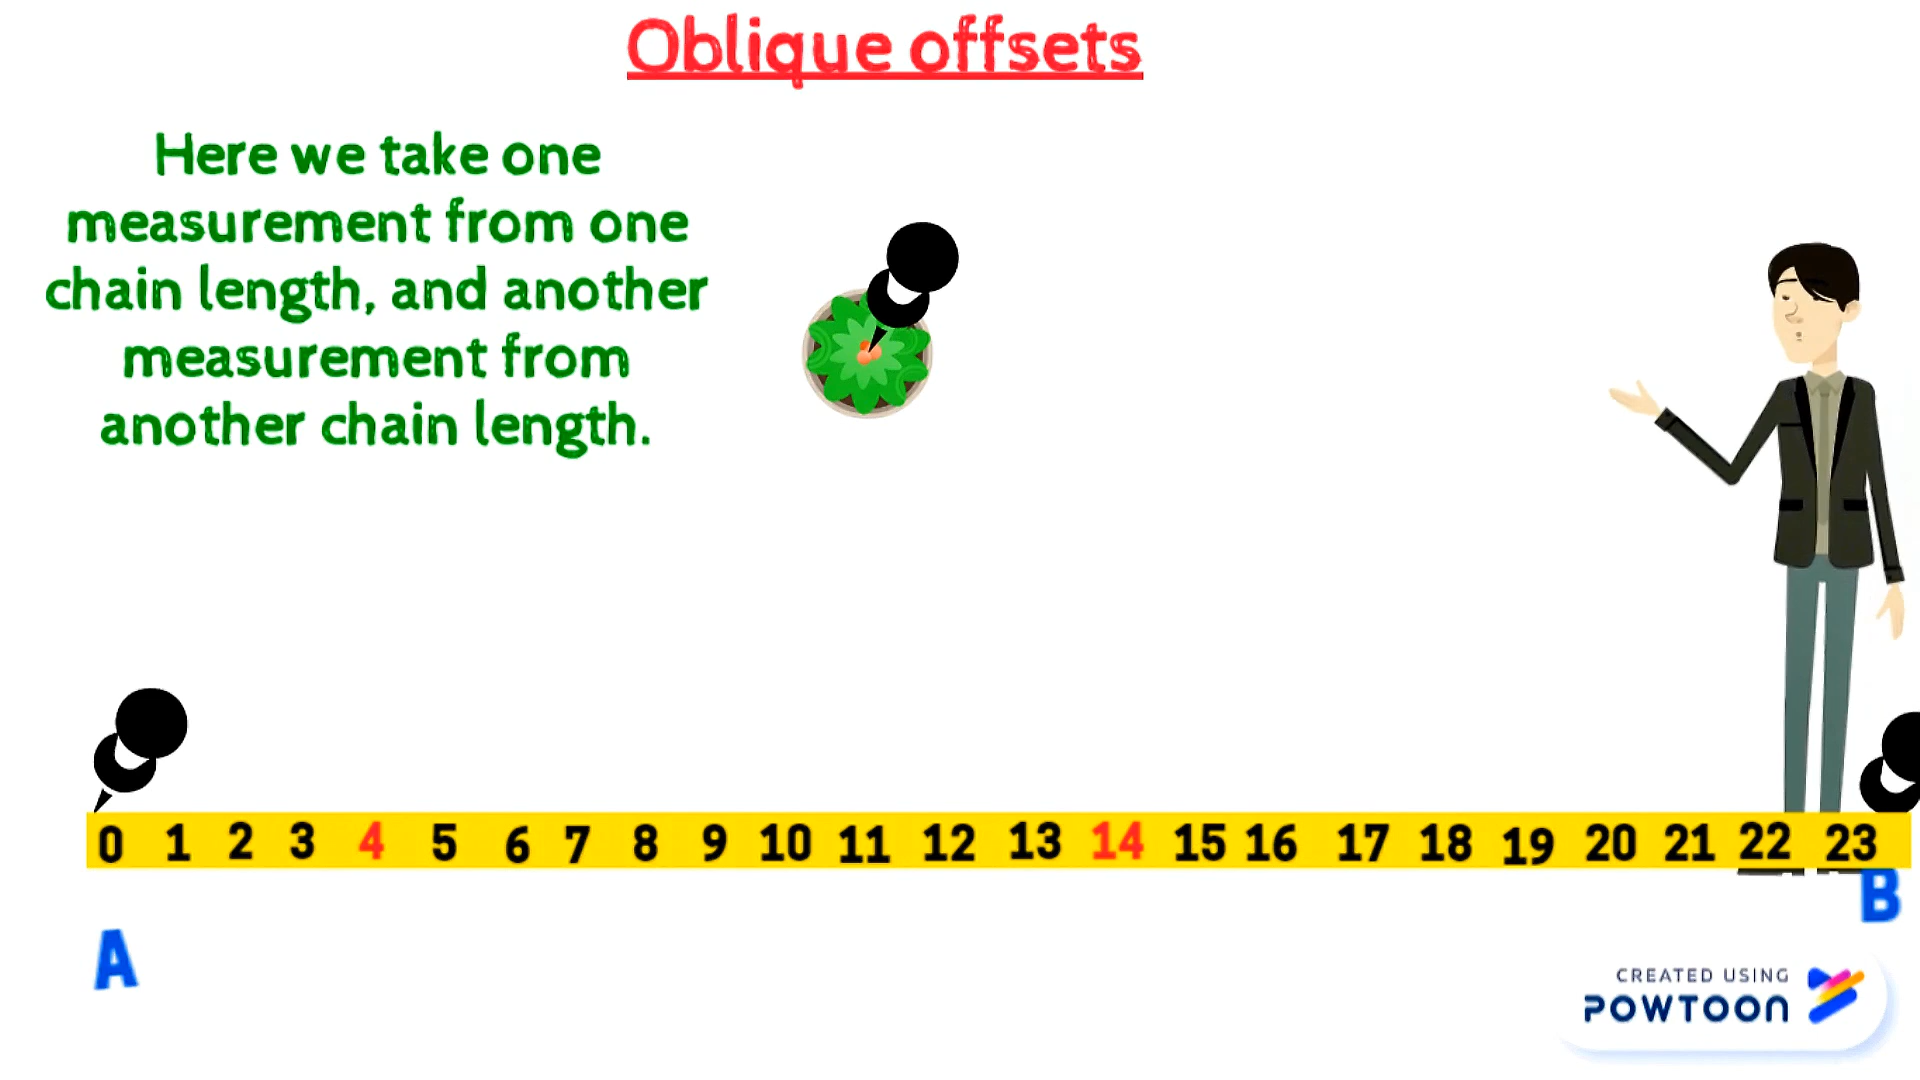 Oblique offsets
Here we take one
measurement from one
chain length, and another
measurement from
another chain length.
0 1 2 3 4 5 6 7 8 9 10 11 12 13 14 15 16 17 18 19 20 21 22 23
B
A
CREATED USING
POWTOON